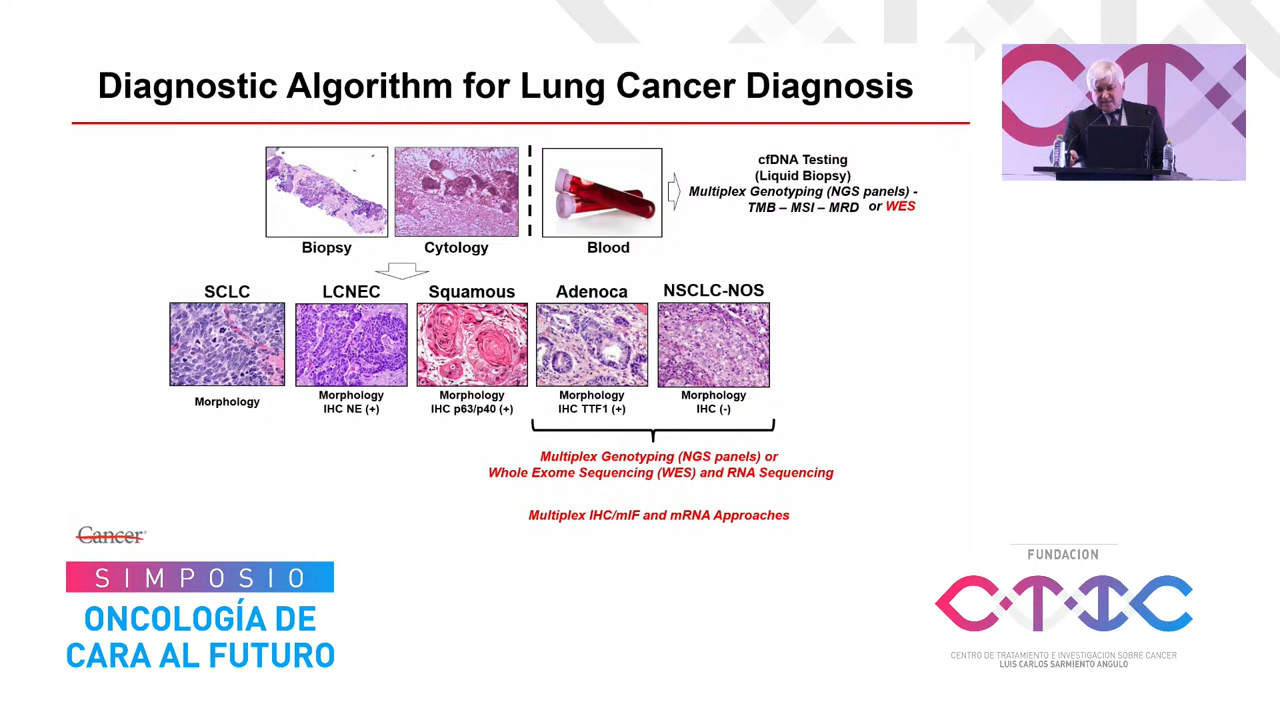 Diagnostic Algorithm for Lung Cancer Diagnosis
cfDNA Testing
(Liquid Biopsy)
Multiplex Genotyping (NGS panels) -
TMB – MSI – MRD or WES
Biopsy
Cytology
Blood
SCLC
LCNEC
Squamous
Adenoca
NSCLC-NOS
Morphology
Morphology
IHC NE (+)
Morphology
IHC p63/p40 (+)
Morphology
IHC TTF1 (+)
Morphology
IHC (-)
Multiplex Genotyping (NGS panels) or
Whole Exome Sequencing (WES) and RNA Sequencing
Multiplex IHC/mIF and mRNA Approaches
Cancer
SIMPOSIO
ONCOLOGÍA DE
CARA AL FUTURO
FUNDACION
CTIC
CENTRO DE TRATAMIENTO E INVESTIGACION SOBRE CANCER
LUIS CARLOS SARMIENTO ANGULO